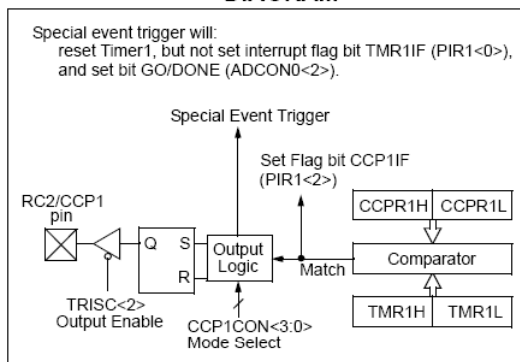 Special event trigger will:
reset Timer1, but not set interrupt flag bit TMR1IF (PIR1<0>),
and set bit GO/DONE (ADCON0<2>).
Special Event Trigger
Set Flag bit CCP1IF
(PIR1<2>)
RC2/CCP1
pin
CCPR1H CCPR1L
Q S
R
Output
Logic
Match
Comparator
TRISC<2>
Output Enable
TMR1H TMR1L
CCP1CON<3:0>
Mode Select